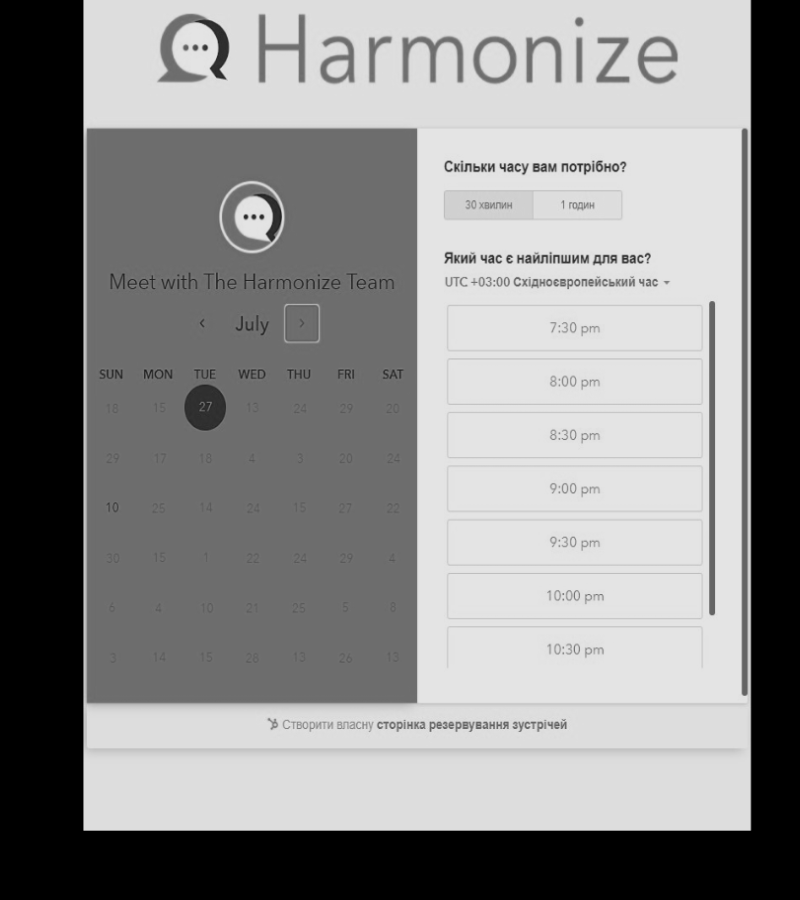 Harmonize
Meet with The Harmonize Team
‹ July ›
SUN MON TUE WED THU FRI SAT
18 15 27 13 24 29 20
29 17 18 4 3 20 24
10 25 14 24 15 27 22
30 15 1 22 24 29 4
6 4 10 21 25 5 8
3 14 15 28 13 26 13
Скільки часу вам потрібно?
30 хвилин 1 годин
Який час є найліпшим для вас?
UTC +03:00 Східноєвропейський час
7:30 pm
8:00 pm
8:30 pm
9:00 pm
9:30 pm
10:00 pm
10:30 pm
Створити власну сторінка резервування зустрічей